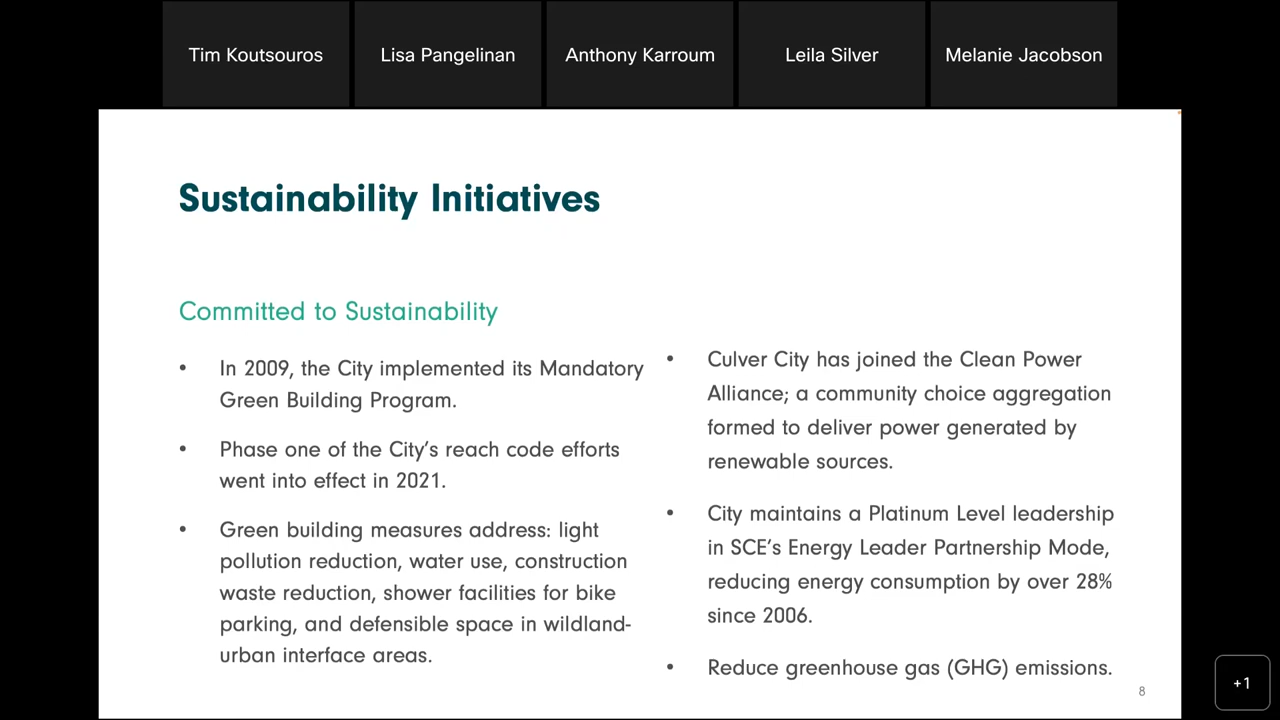 Tim Koutsouros
Lisa Pangelinan
Anthony Karroum
Leila Silver
Melanie Jacobson
Sustainability Initiatives
Committed to Sustainability
• In 2009, the City implemented its Mandatory
Green Building Program.
• Phase one of the City's reach code efforts
went into effect in 2021.
• Green building measures address: light
pollution reduction, water use, construction
waste reduction, shower facilities for bike
parking, and defensible space in wildland-
urban interface areas.
• Culver City has joined the Clean Power
Alliance; a community choice aggregation
formed to deliver power generated by
renewable sources.
• City maintains a Platinum Level leadership
in SCE's Energy Leader Partnership Mode,
reducing energy consumption by over 28%
since 2006.
• Reduce greenhouse gas (GHG) emissions.
8
+1